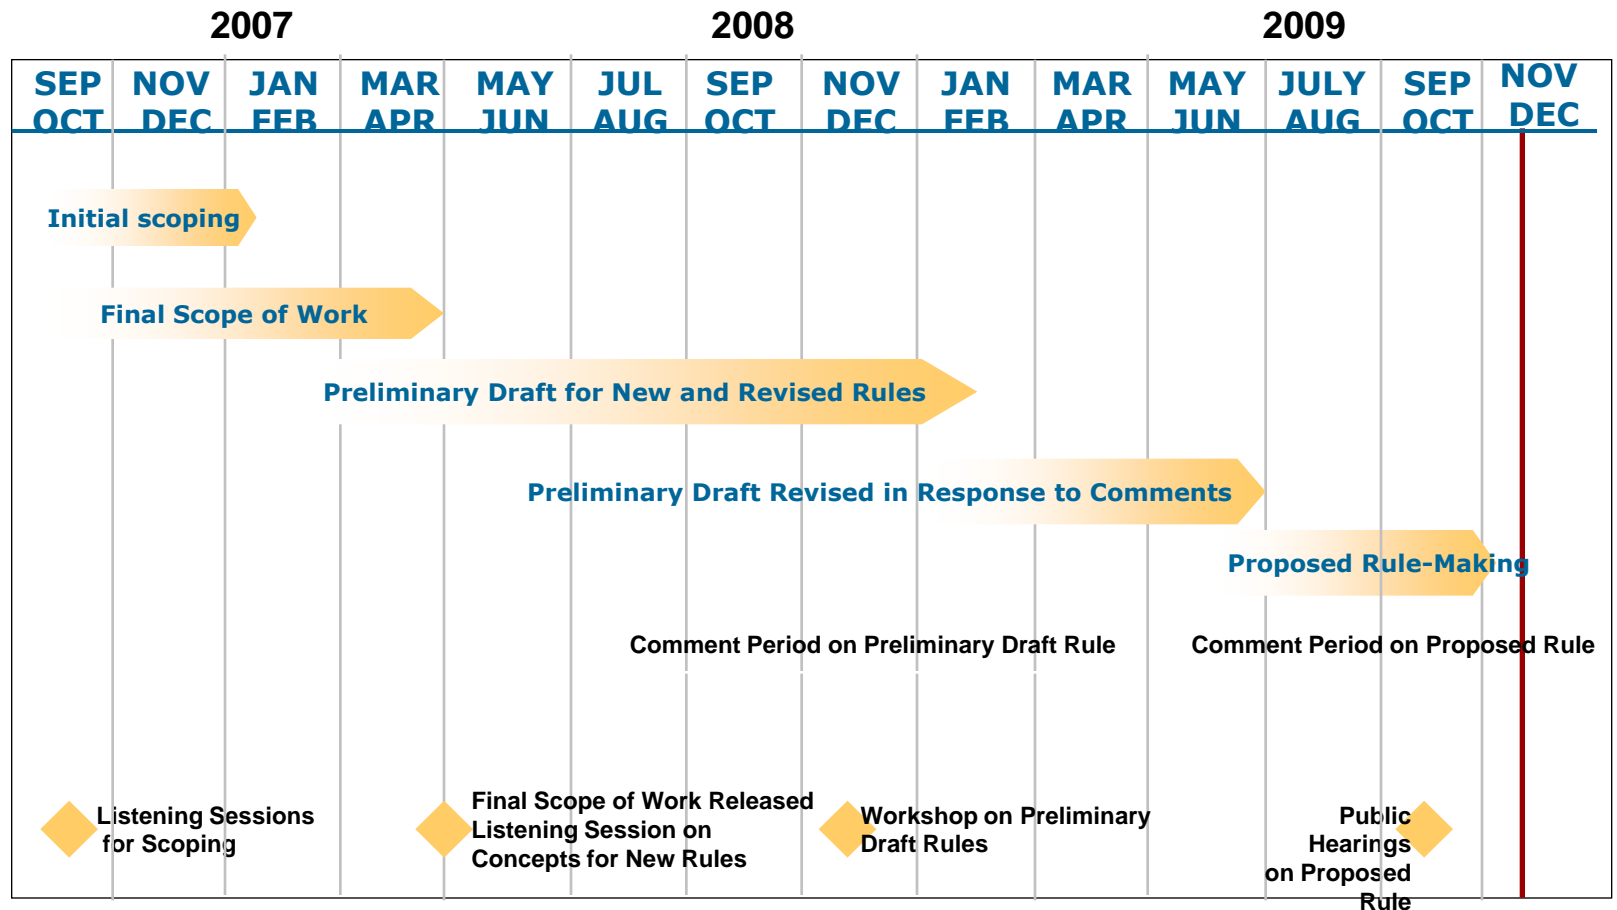 2007 2008 2009
SEP NOV JAN MAR MAY JUL SEP NOV JAN MAR MAY JULY SEP NOV
OCT DEC FEB APR JUN AUG OCT DEC FEB APR JUN AUG OCT DEC
Initial scoping
Final Scope of Work
Preliminary Draft for New and Revised Rules
Preliminary Draft Revised in Response to Comments
Proposed Rule-Making
Comment Period on Preliminary Draft Rule
Comment Period on Proposed Rule
Listening Sessions
for Scoping
Final Scope of Work Released
Listening Session on
Concepts for New Rules
Workshop on Preliminary
Draft Rules
Public
Hearings
on Proposed
Rule